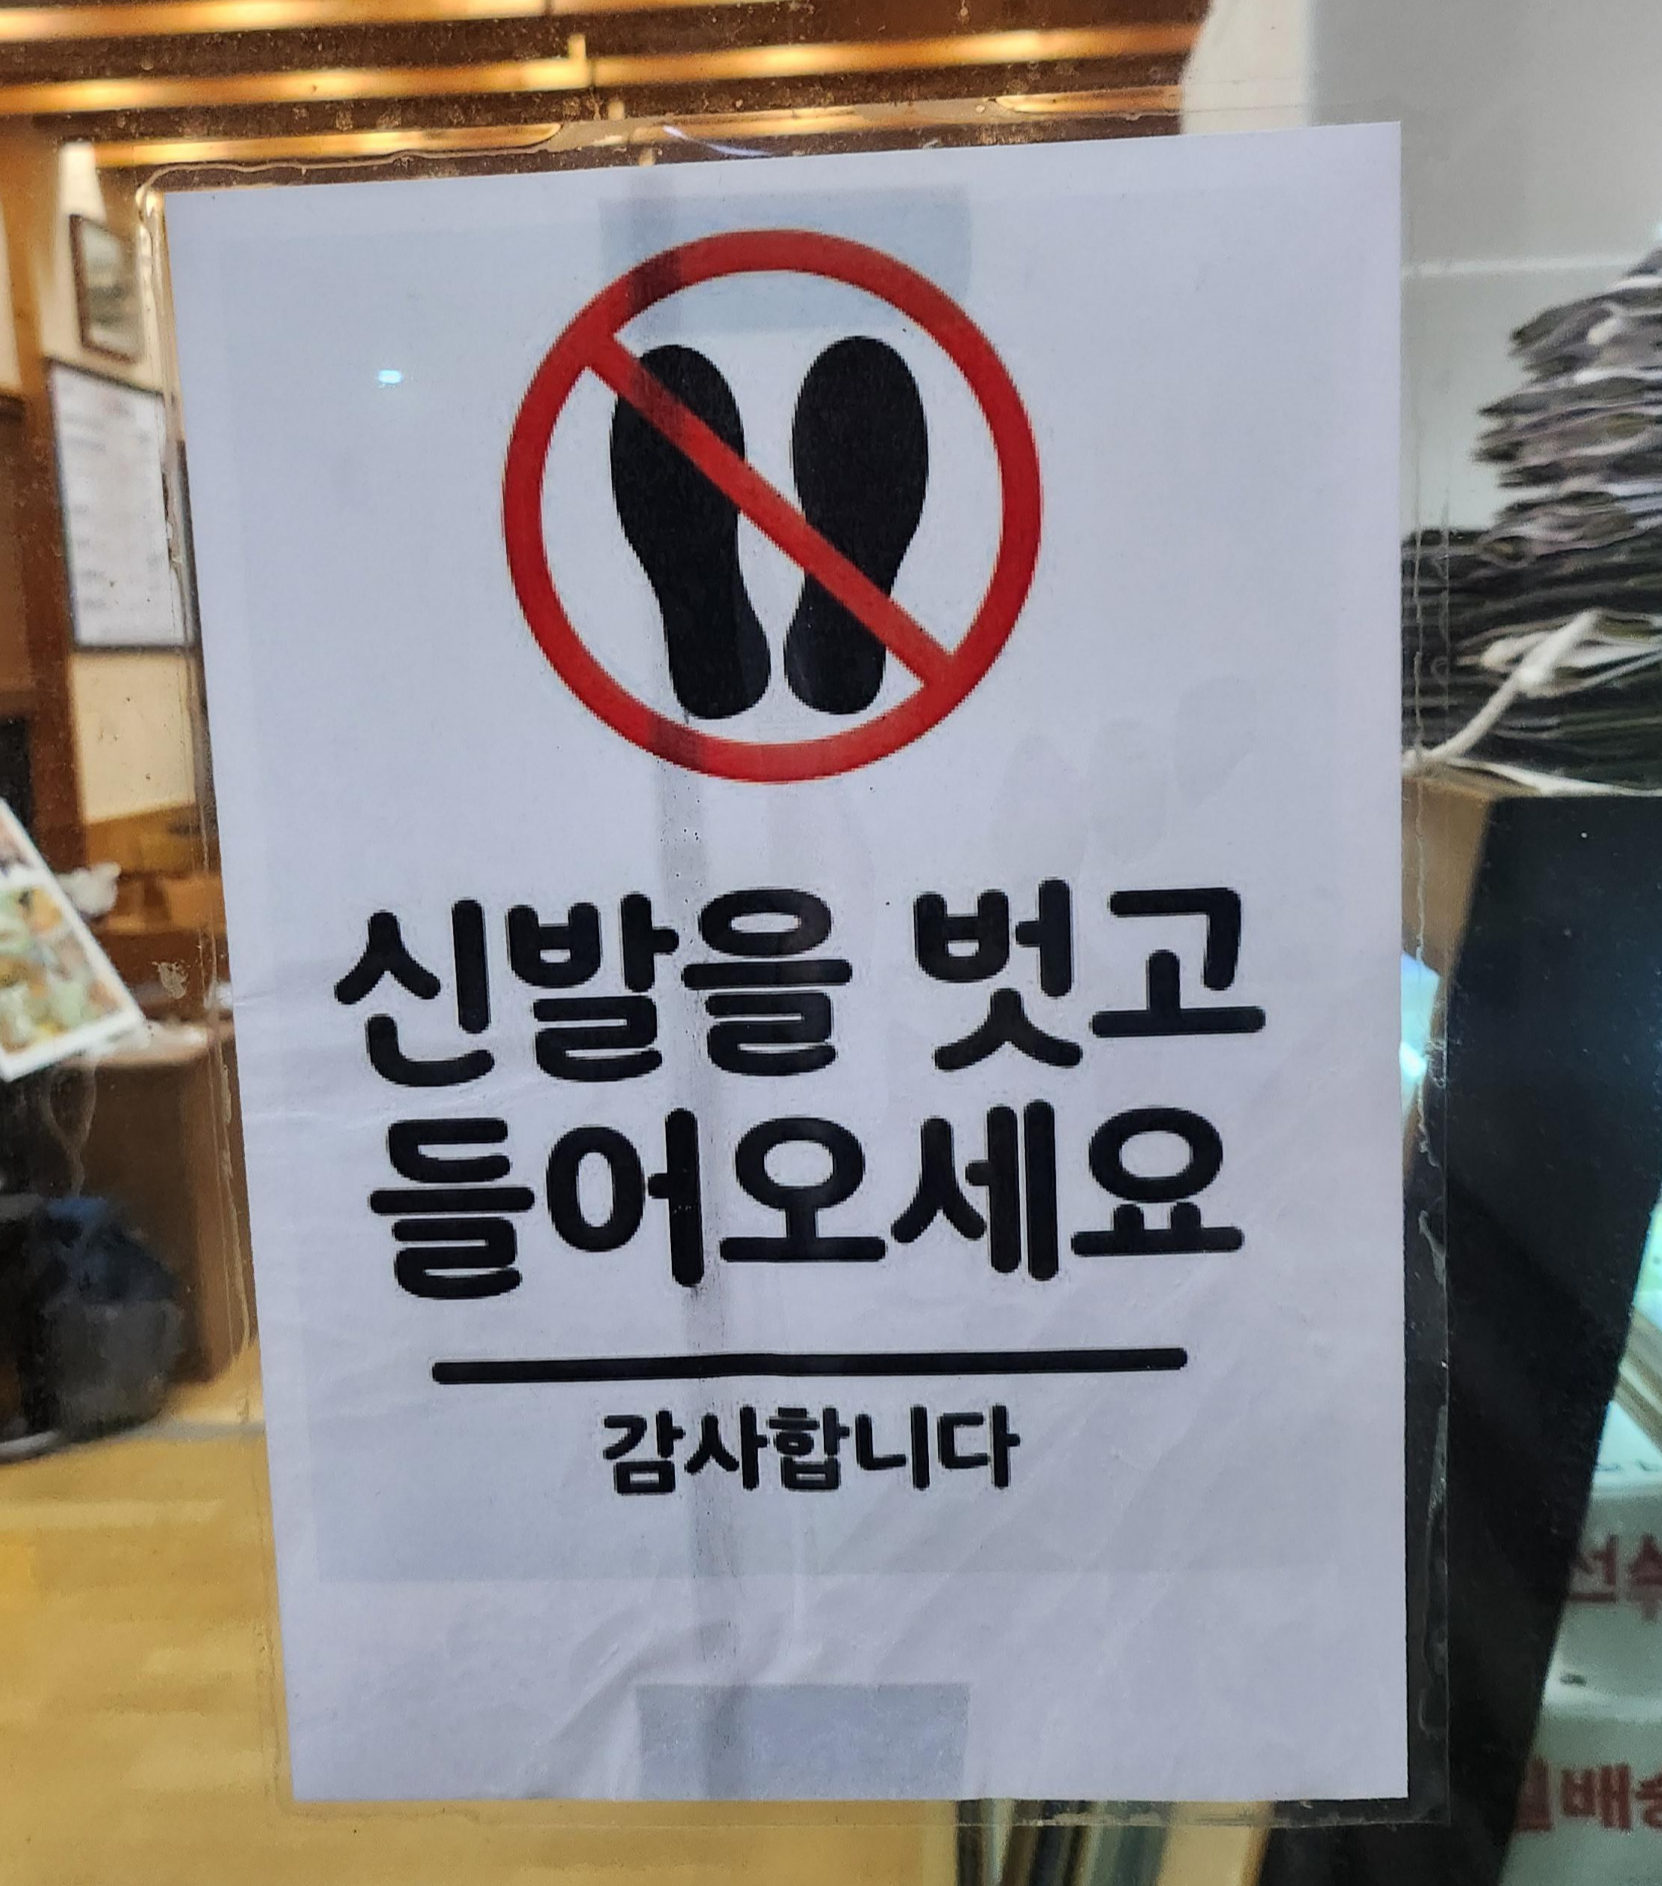 신발을 벗고
들어오세요
감사합니다